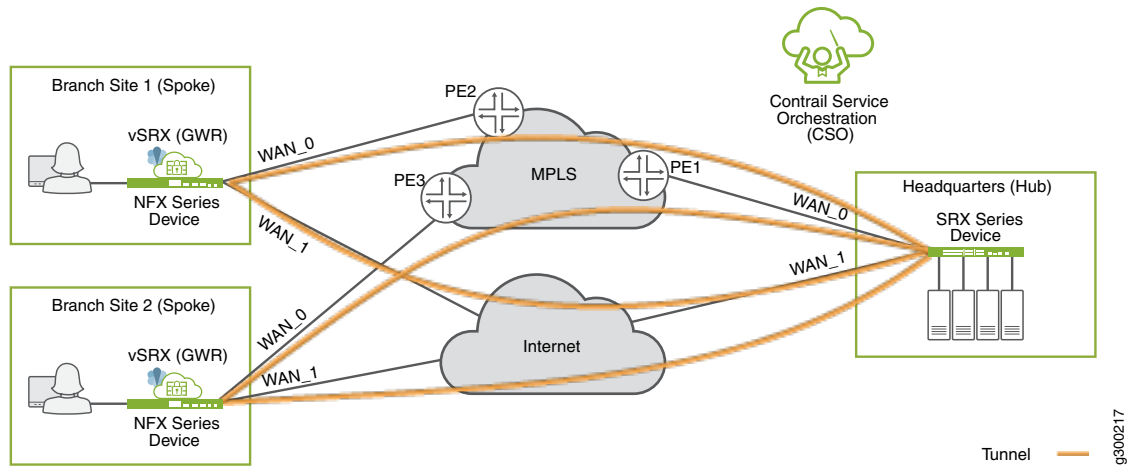 Branch Site 1 (Spoke)
vSRX (GWR)
NFX Series
Device
WAN_0
WAN_1
PE2
PE3
MPLS
PE1
Contrail Service
Orchestration
(CSO)
Headquarters (Hub)
SRX Series
Device
WAN_0
WAN_1
Branch Site 2 (Spoke)
vSRX (GWR)
NFX Series
Device
WAN_0
WAN_1
Internet
Tunnel
g300217